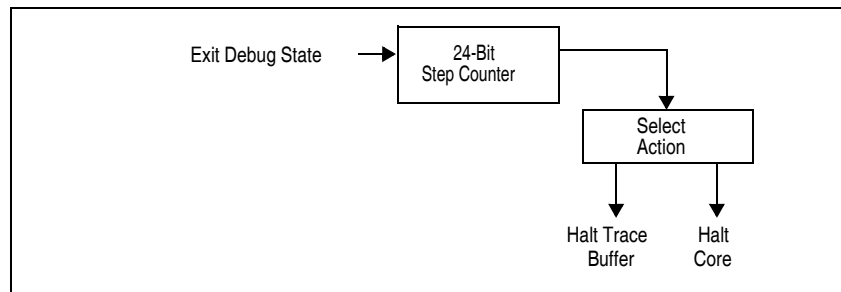 Exit Debug State
24-Bit
Step Counter
Select
Action
Halt Trace
Buffer
Halt
Core